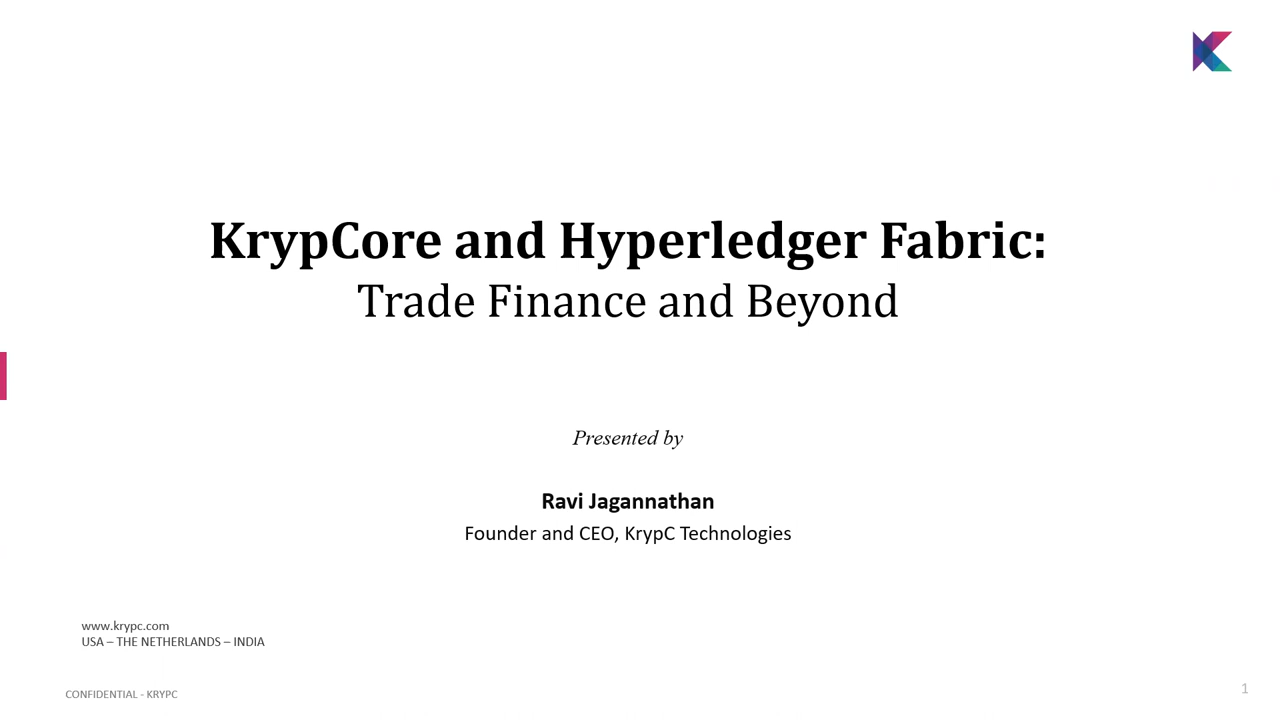 KrypCore and Hyperledger Fabric:
Trade Finance and Beyond
Presented by
Ravi Jagannathan
Founder and CEO, KrypC Technologies
www.krypc.com
USA – THE NETHERLANDS – INDIA
CONFIDENTIAL - KRYPC
1